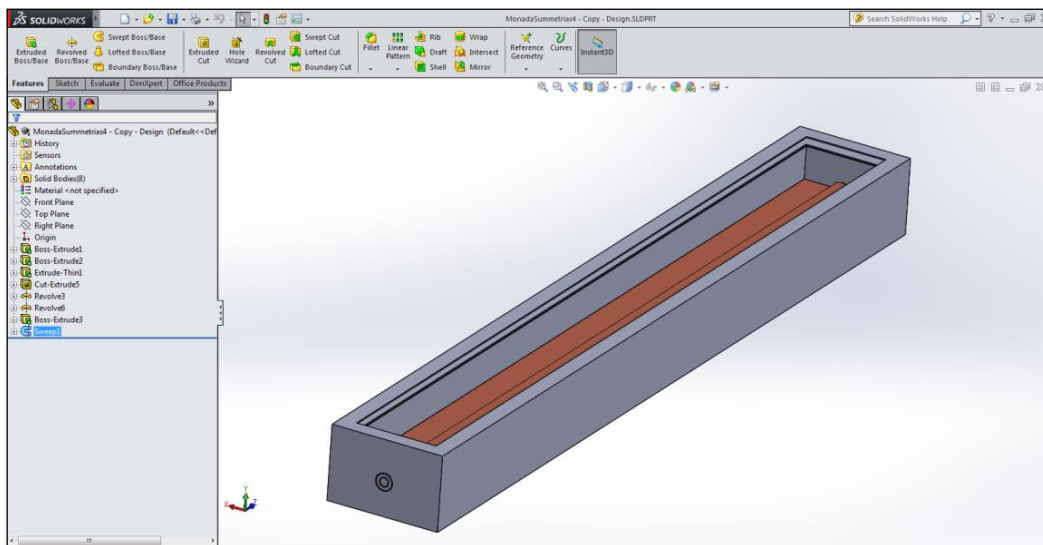 SOLIDWORKS
MonadaSummetrias4 - Copy - Design.SLDPRT
Search SolidWorks Help
Extruded Boss/Base
Revolved Boss/Base
Swept Boss/Base
Lofted Boss/Base
Boundary Boss/Base
Extruded Cut
Hole Wizard
Revolved Cut
Swept Cut
Lofted Cut
Boundary Cut
Fillet
Linear Pattern
Rib
Draft
Shell
Wrap
Intersect
Mirror
Reference Geometry
Curves
Instant3D
Features
Sketch
Evaluate
DimXpert
Office Products
MonadaSummetrias4 - Copy - Design (Default<<Def
History
Sensors
Annotations
Solid Bodies(8)
Material <not specified>
Front Plane
Top Plane
Right Plane
Origin
Boss-Extrude1
Boss-Extrude2
Extrude-Thin1
Cut-Extrude5
Revolve3
Revolve6
Boss-Extrude3
Sweep1
X
Y
Z